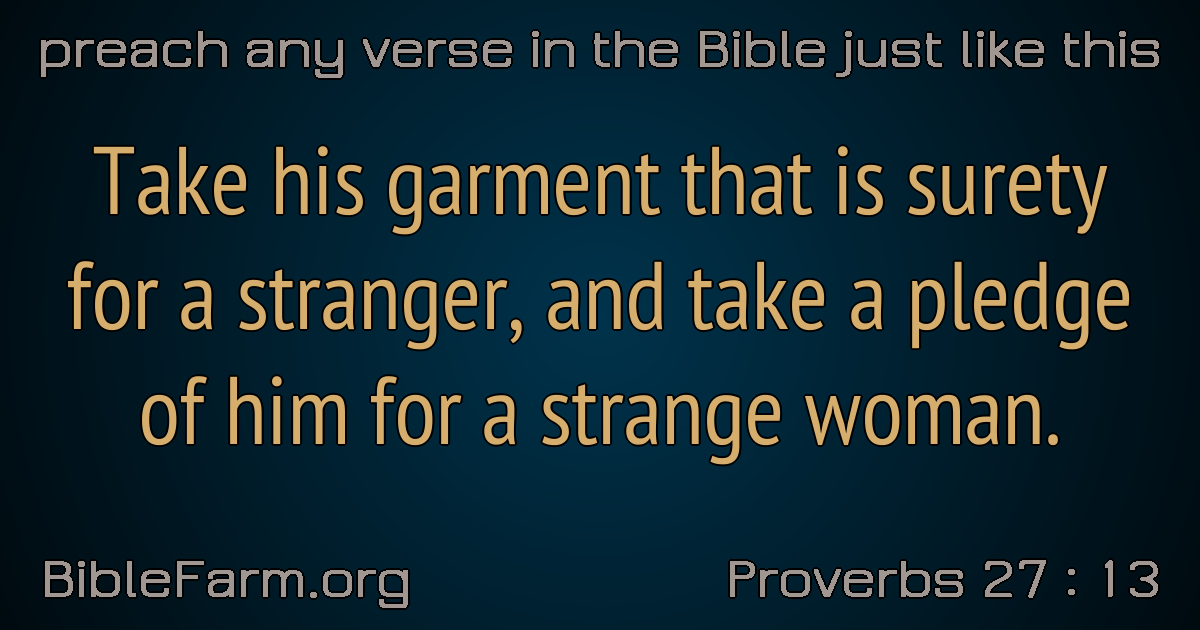 preach any verse in the Bible just like this
Take his garment that is surety
for a stranger, and take a pledge
of him for a strange woman.
BibleFarm.org
Proverbs 27 : 13